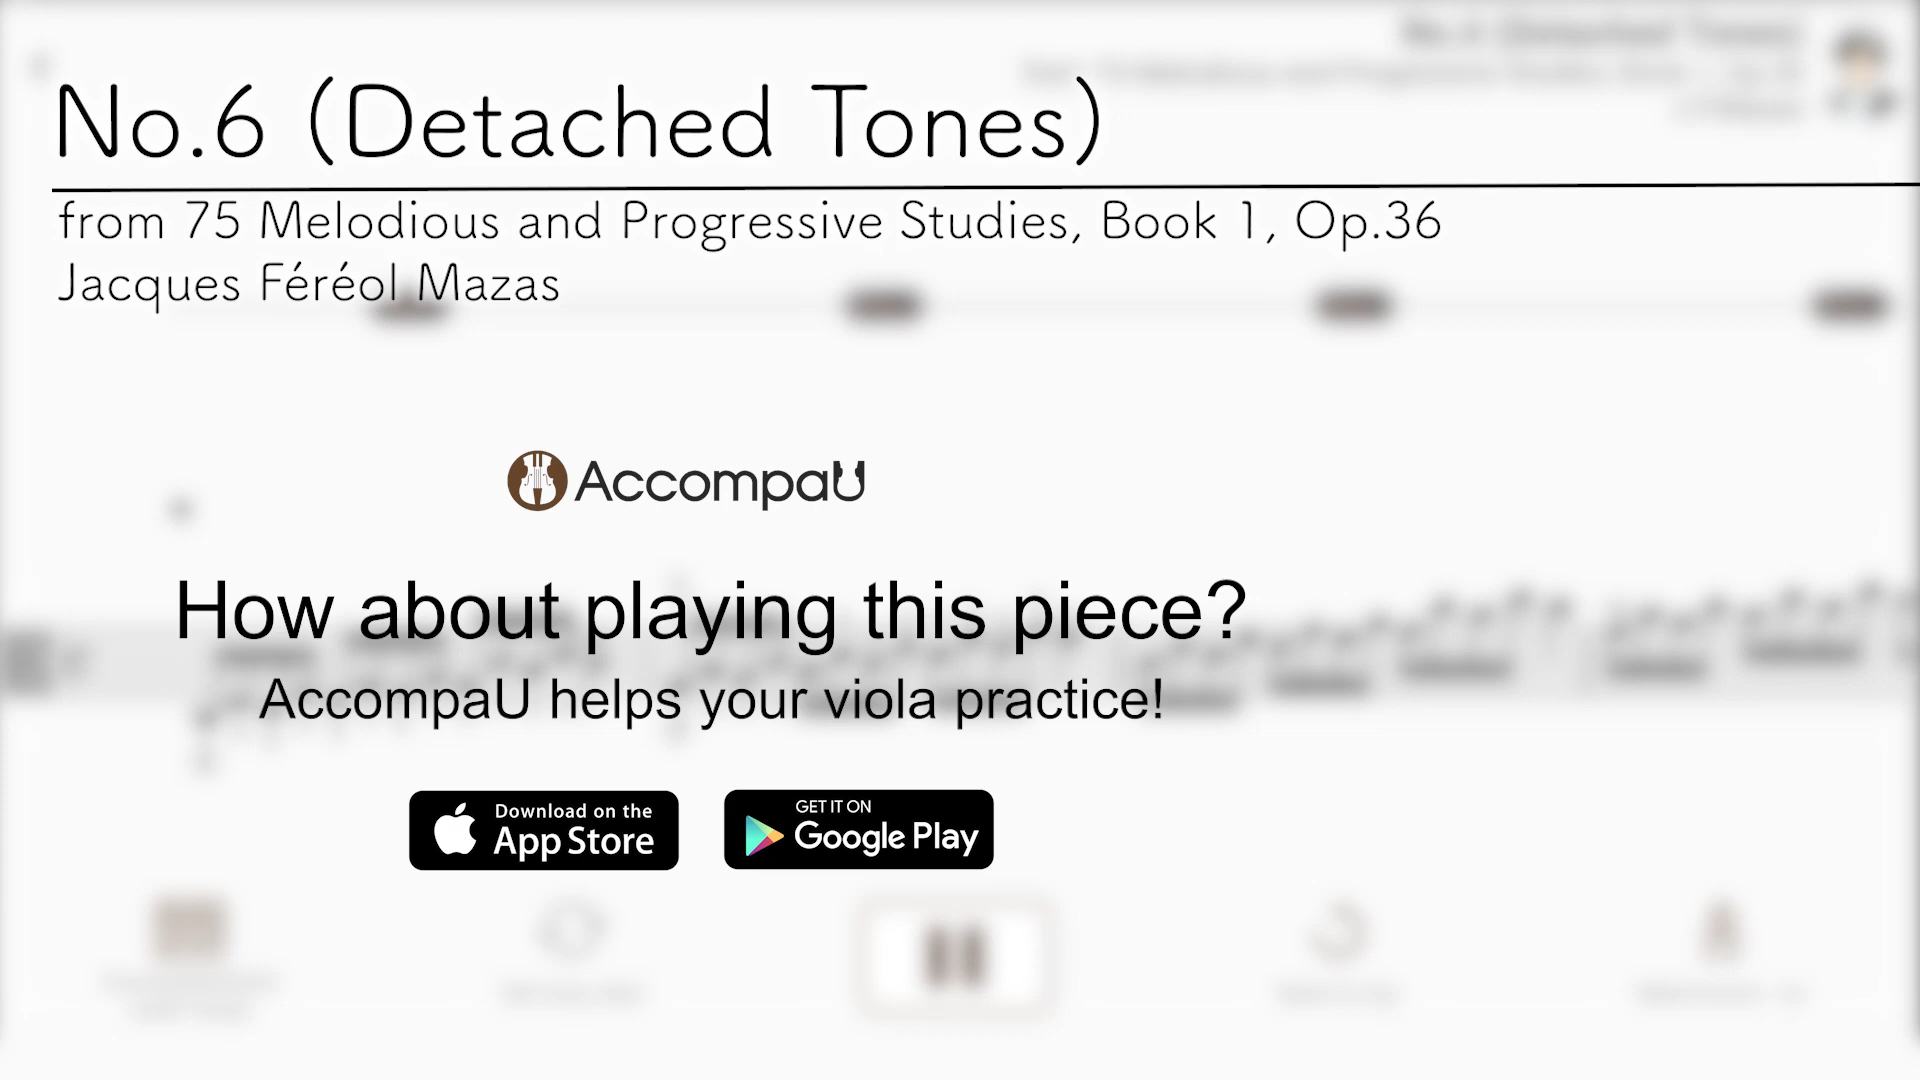 No.6 (Detached Tones)
from 75 Melodious and Progressive Studies, Book 1, Op.36
Jacques Féréol Mazas
AccompaU
How about playing this piece?
AccompaU helps your viola practice!
Download on the
App Store
GET IT ON
Google Play